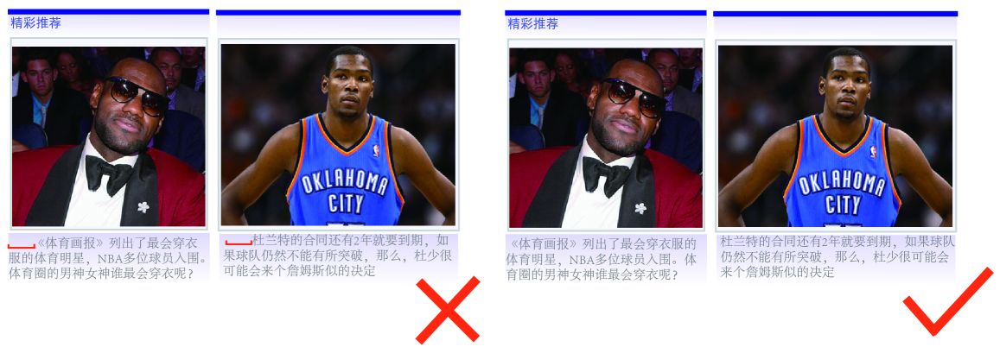 精彩推荐
OKLAHOMA
CITY
《体育画报》列出了最会穿衣
服的体育明星，NBA多位球员入围。
体育圈的男神女神谁最会穿衣呢？
杜兰特的合同还有2年就要到期，如
果球队仍然不能有所突破，那么，杜少很
可能会来个詹姆斯似的决定
精彩推荐
OKLAHOMA
CITY
《体育画报》列出了最会穿衣服
的体育明星，NBA多位球员入围。体
育圈的男神女神谁最会穿衣呢？
杜兰特的合同还有2年就要到期，如果球队
仍然不能有所突破，那么，杜少很可能会
来个詹姆斯似的决定